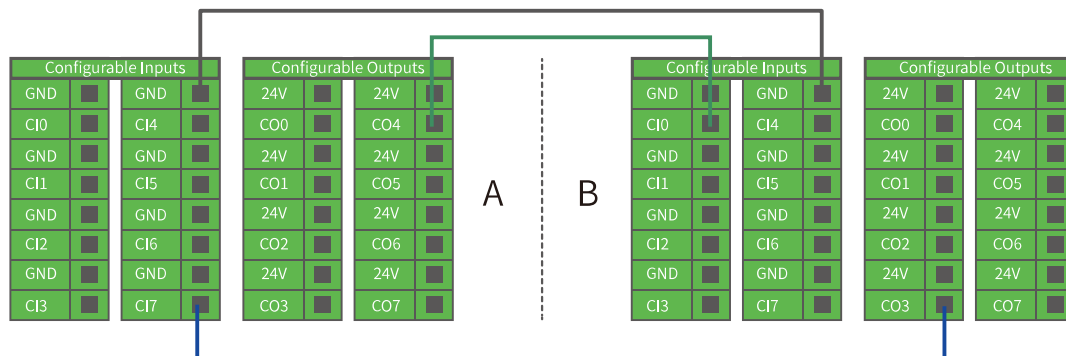 Configurable Inputs Configurable Outputs Configurable Inputs Configurable Outputs
GND GND 24V 24V GND GND 24V 24V
CI0 CI4 CO0 CO4 CI0 CI4 CO0 CO4
GND GND 24V 24V GND GND 24V 24V
CI1 CI5 CO1 CO5 A B CI1 CI5 CO1 CO5
GND GND 24V 24V GND GND 24V 24V
CI2 CI6 CO2 CO6 CI2 CI6 CO2 CO6
GND GND 24V 24V GND GND 24V 24V
CI3 CI7 CO3 CO7 CI3 CI7 CO3 CO7